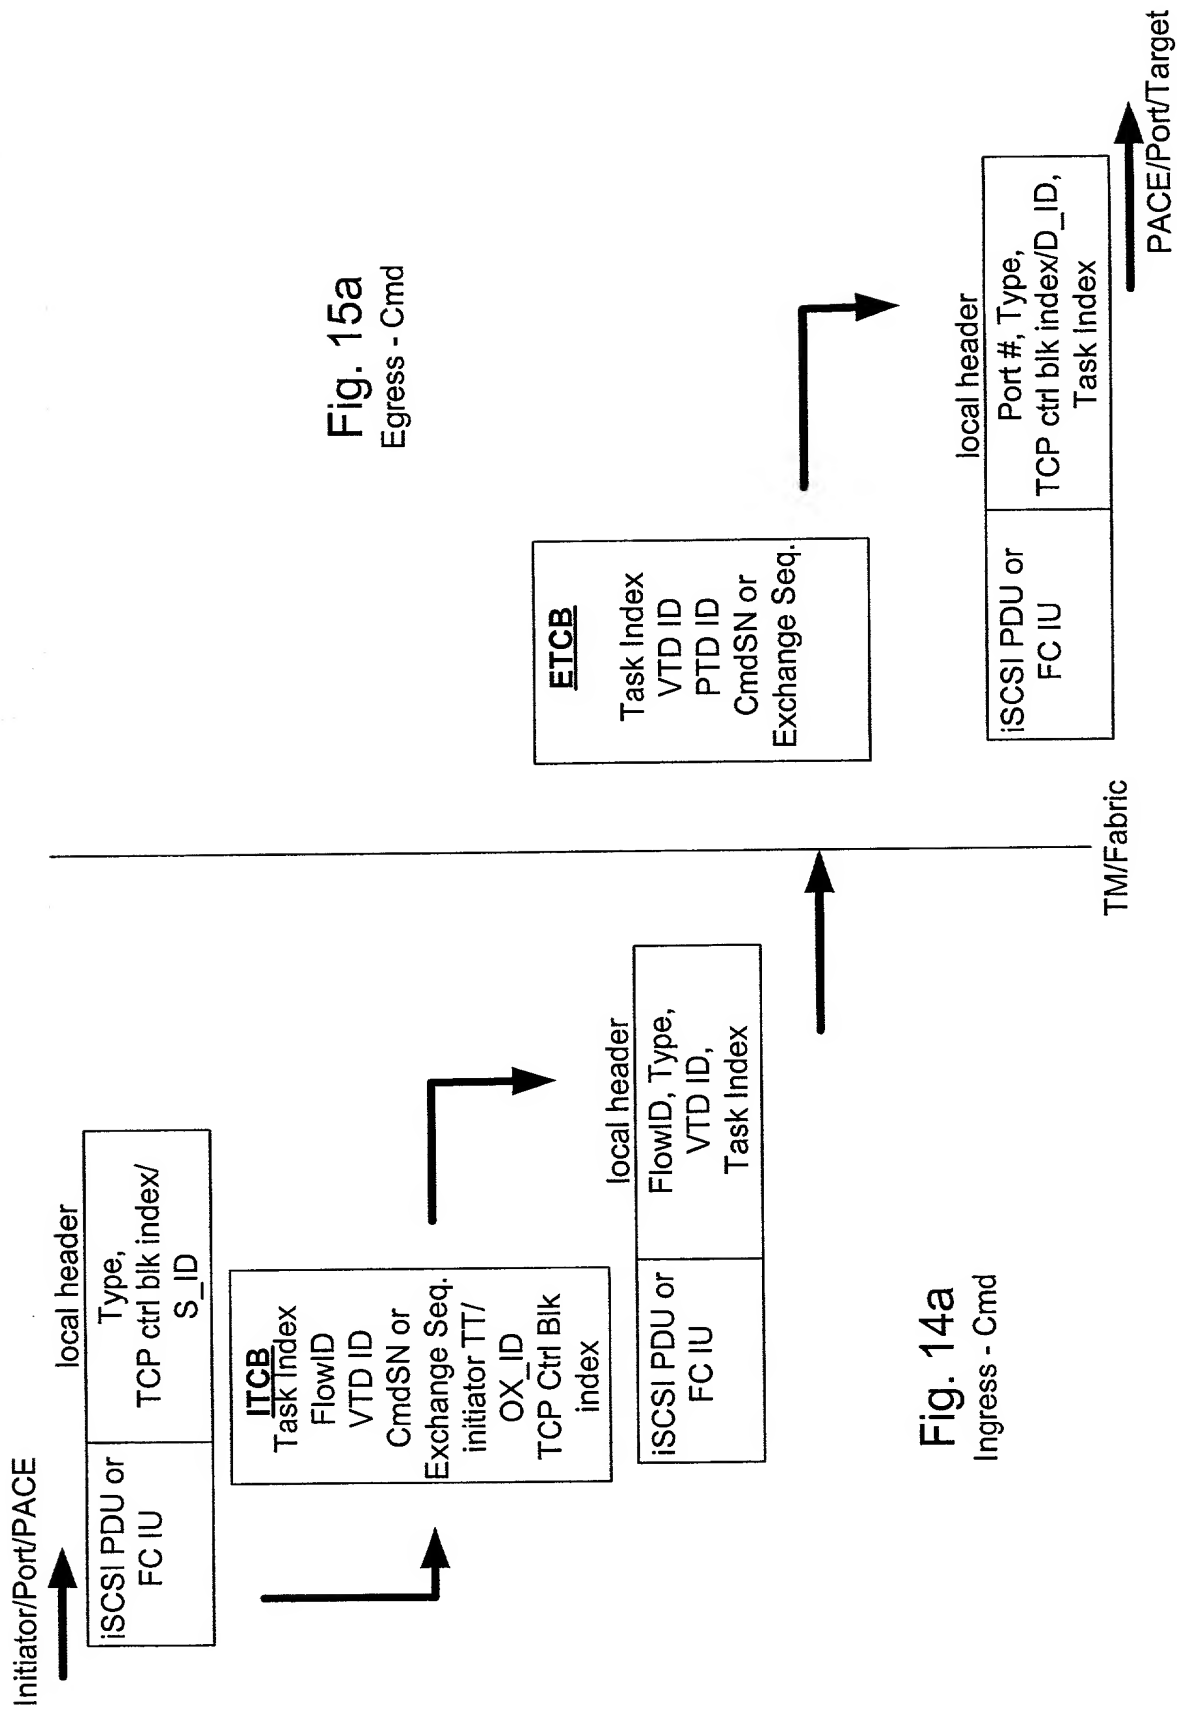 Initiator/Port/PACE
local header
iSCSI PDU or
FC IU
Type,
TCP ctrl blk index/
S_ID
ITCB
Task Index
FlowID
VTD ID
CmdSN or
Exchange Seq.
initiator TT/
OX_ID
TCP Ctrl Blk
index
local header
iSCSI PDU or
FC IU
FlowID, Type,
VTD ID,
Task Index
Fig. 14a
Ingress - Cmd
TM/Fabric
Fig. 15a
Egress - Cmd
ETCB
Task Index
VTD ID
PTD ID
CmdSN or
Exchange Seq.
local header
iSCSI PDU or
FC IU
Port #, Type,
TCP ctrl blk index/D_ID,
Task Index
PACE/Port/Target